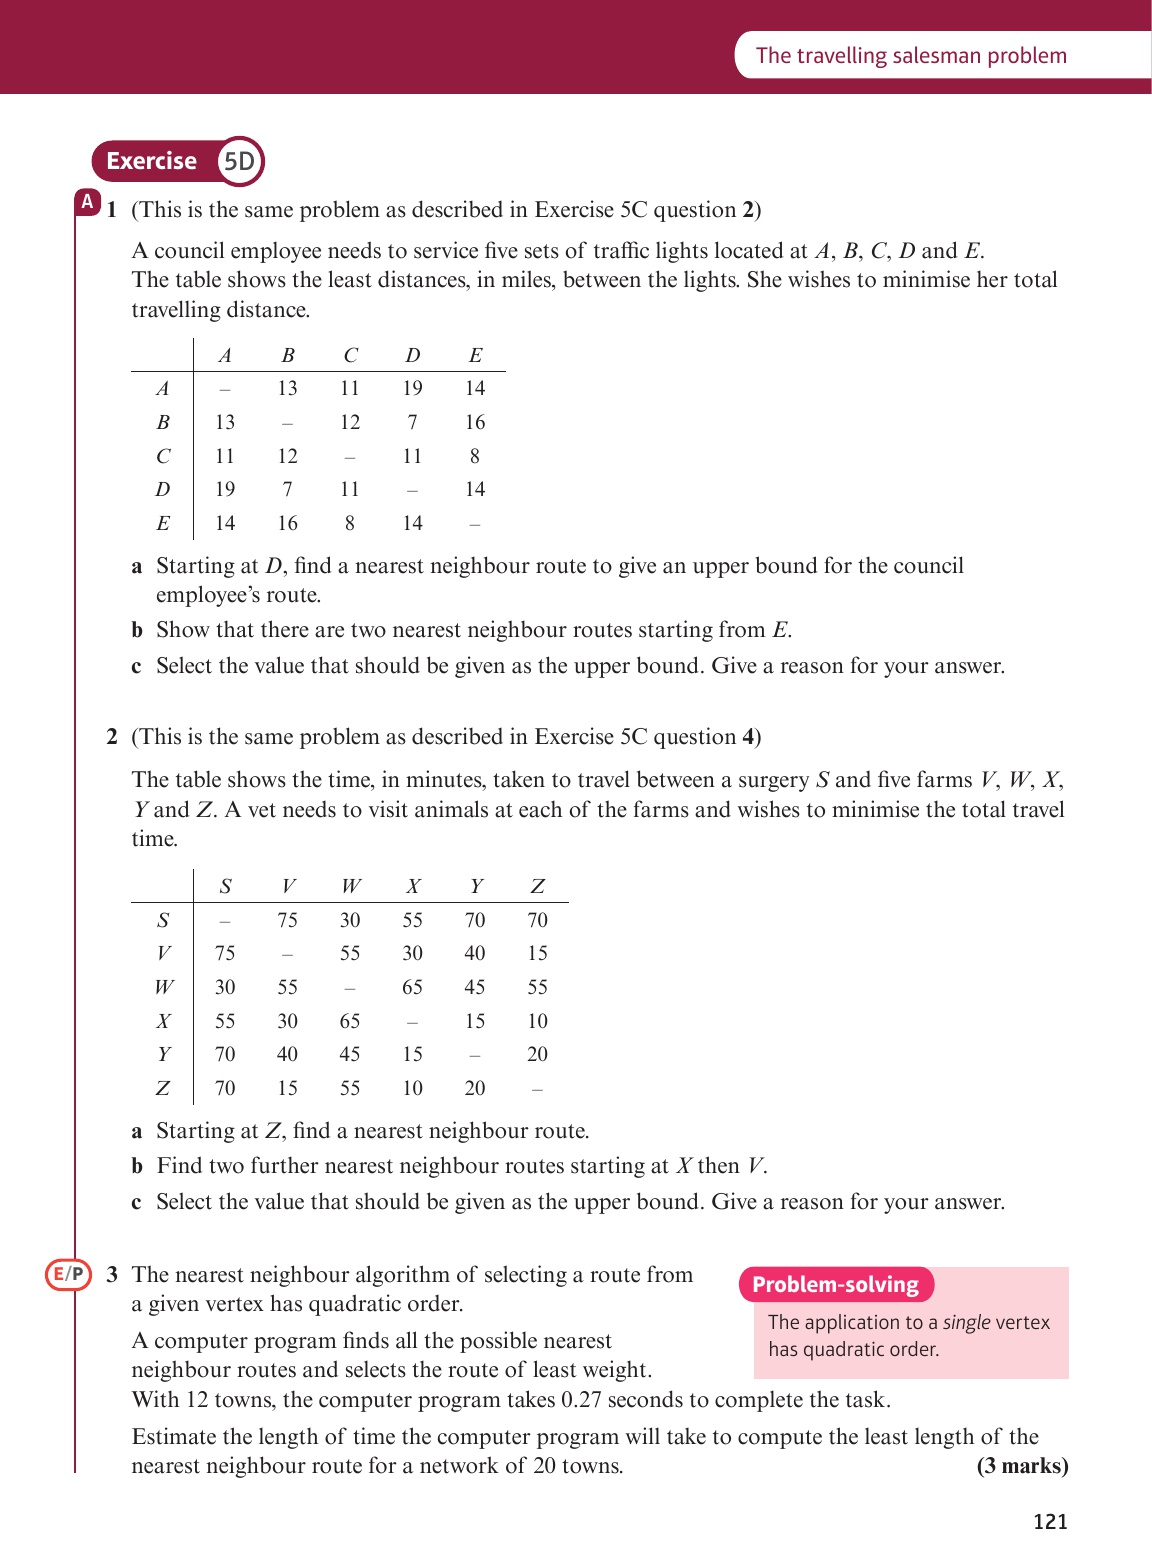 The travelling salesman problem
Exercise 5D
A
1 (This is the same problem as described in Exercise 5C question 2)
A council employee needs to service five sets of traffic lights located at A, B, C, D and E.
The table shows the least distances, in miles, between the lights. She wishes to minimise her total
travelling distance.
A B C D E
A – 13 11 19 14
B 13 – 12 7 16
C 11 12 – 11 8
D 19 7 11 – 14
E 14 16 8 14 –
a Starting at D, find a nearest neighbour route to give an upper bound for the council
employee's route.
b Show that there are two nearest neighbour routes starting from E.
c Select the value that should be given as the upper bound. Give a reason for your answer.
2 (This is the same problem as described in Exercise 5C question 4)
The table shows the time, in minutes, taken to travel between a surgery S and five farms V, W, X,
Y and Z. A vet needs to visit animals at each of the farms and wishes to minimise the total travel
time.
S V W X Y Z
S – 75 30 55 70 70
V 75 – 55 30 40 15
W 30 55 – 65 45 55
X 55 30 65 – 15 10
Y 70 40 45 15 – 20
Z 70 15 55 10 20 –
a Starting at Z, find a nearest neighbour route.
b Find two further nearest neighbour routes starting at X then V.
c Select the value that should be given as the upper bound. Give a reason for your answer.
E/P
3 The nearest neighbour algorithm of selecting a route from
a given vertex has quadratic order.
A computer program finds all the possible nearest
neighbour routes and selects the route of least weight.
With 12 towns, the computer program takes 0.27 seconds to complete the task.
Estimate the length of time the computer program will take to compute the least length of the
nearest neighbour route for a network of 20 towns. (3 marks)
Problem-solving
The application to a single vertex
has quadratic order.
121